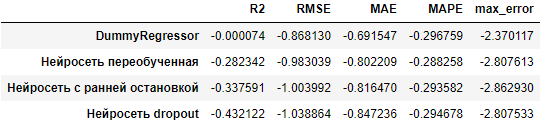 R2 RMSE MAE MAPE max_error
DummyRegressor -0.000074 -0.868130 -0.691547 -0.296759 -2.370117
Нейросеть переобученная -0.282342 -0.983039 -0.802209 -0.288258 -2.807613
Нейросеть с ранней остановкой -0.337591 -1.003992 -0.816470 -0.293582 -2.862930
Нейросеть dropout -0.432122 -1.038864 -0.847236 -0.294678 -2.807533